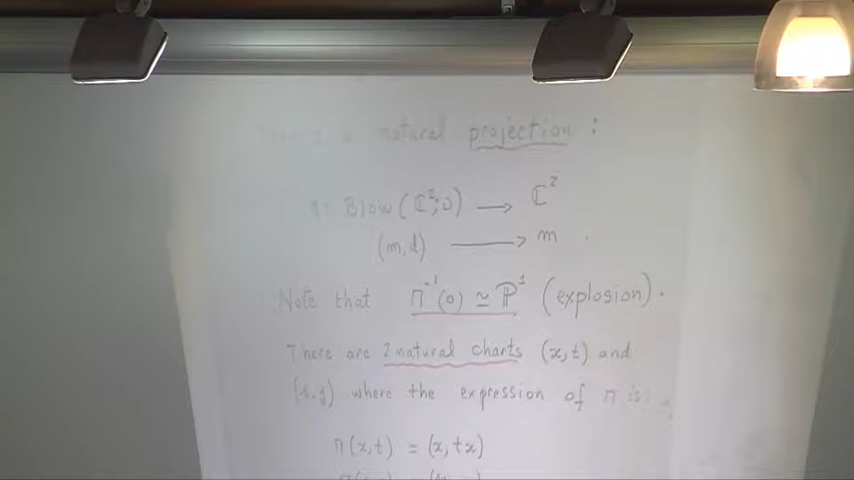 natural projection :
Blow(ℂ²;0) ⟶ ℂ²
(m,d) ⟶ m
Note that Π⁻¹(0) ≃ ℙ¹ (explosion).
There are 2 natural charts (x,t) and
where the expression of Π is:
Π(x,t) = (x,tx)